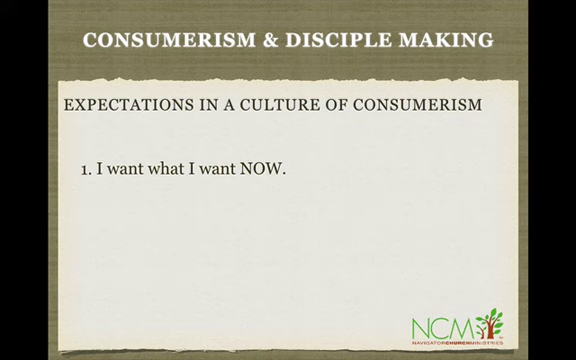 CONSUMERISM & DISCIPLE MAKING
EXPECTATIONS IN A CULTURE OF CONSUMERISM
1. I want what I want NOW.
NCM
NAVIGATORCHURCHMINISTRIES